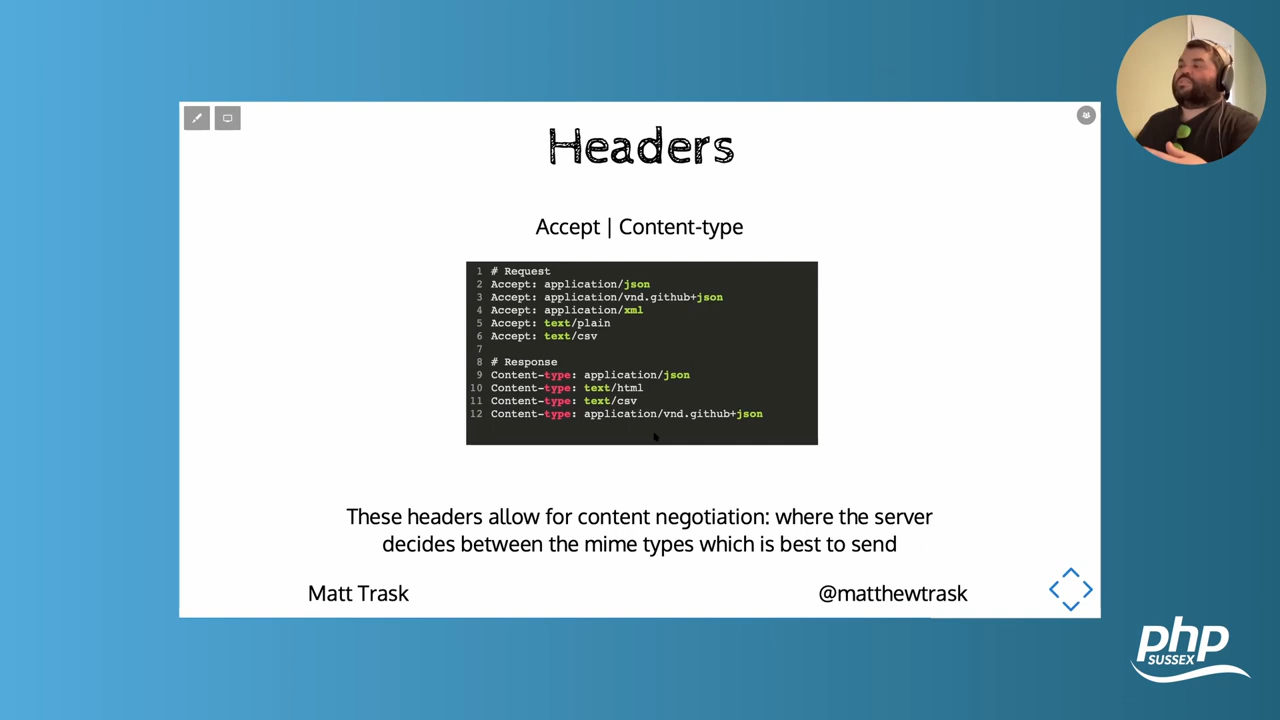 Headers
Accept | Content-type
1 # Request
2 Accept: application/json
3 Accept: application/vnd.github+json
4 Accept: application/xml
5 Accept: text/plain
6 Accept: text/csv
7
8 # Response
9 Content-type: application/json
10 Content-type: text/html
11 Content-type: text/csv
12 Content-type: application/vnd.github+json
These headers allow for content negotiation: where the server
decides between the mime types which is best to send
Matt Trask
@matthewtrask
php
SUSSEX